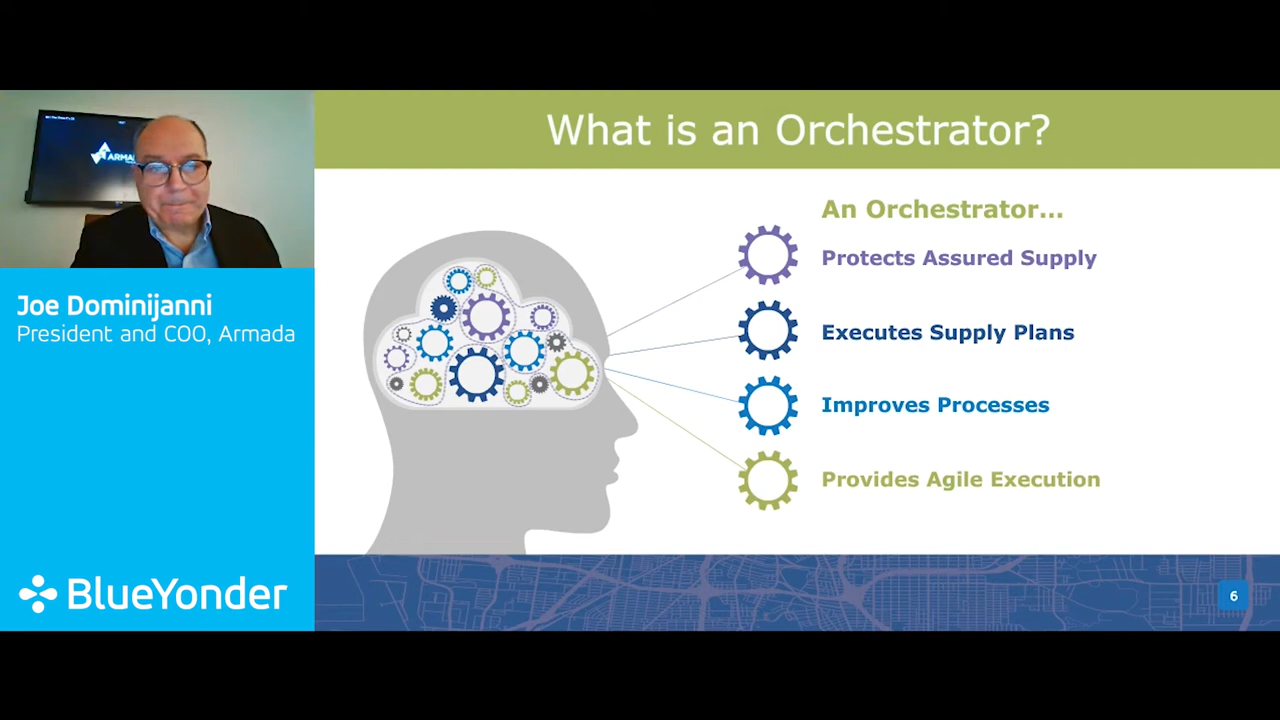 ARMA
Joe Dominijanni
President and COO, Armada
BlueYonder
What is an Orchestrator?
An Orchestrator...
Protects Assured Supply
Executes Supply Plans
Improves Processes
Provides Agile Execution
6